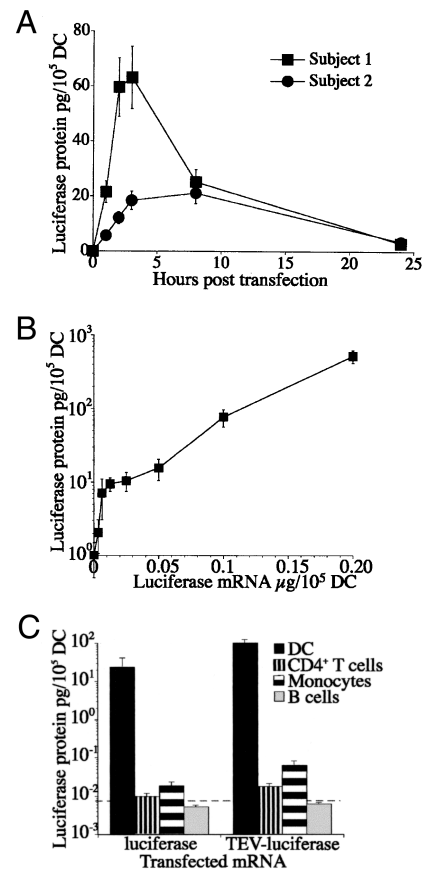 A
Luciferase protein pg/10⁵ DC
80
60
40
20
0
0 5 10 15 20 25
Hours post transfection
Subject 1
Subject 2
B
Luciferase protein pg/10⁵ DC
10³
10²
10¹
10⁰
0 0.05 0.1 0.15 0.20
Luciferase mRNA µg/10⁵ DC
C
Luciferase protein pg/10⁵ DC
10²
10¹
10⁰
10⁻¹
10⁻²
10⁻³
DC
CD4⁺ T cells
Monocytes
B cells
luciferase TEV-luciferase
Transfected mRNA